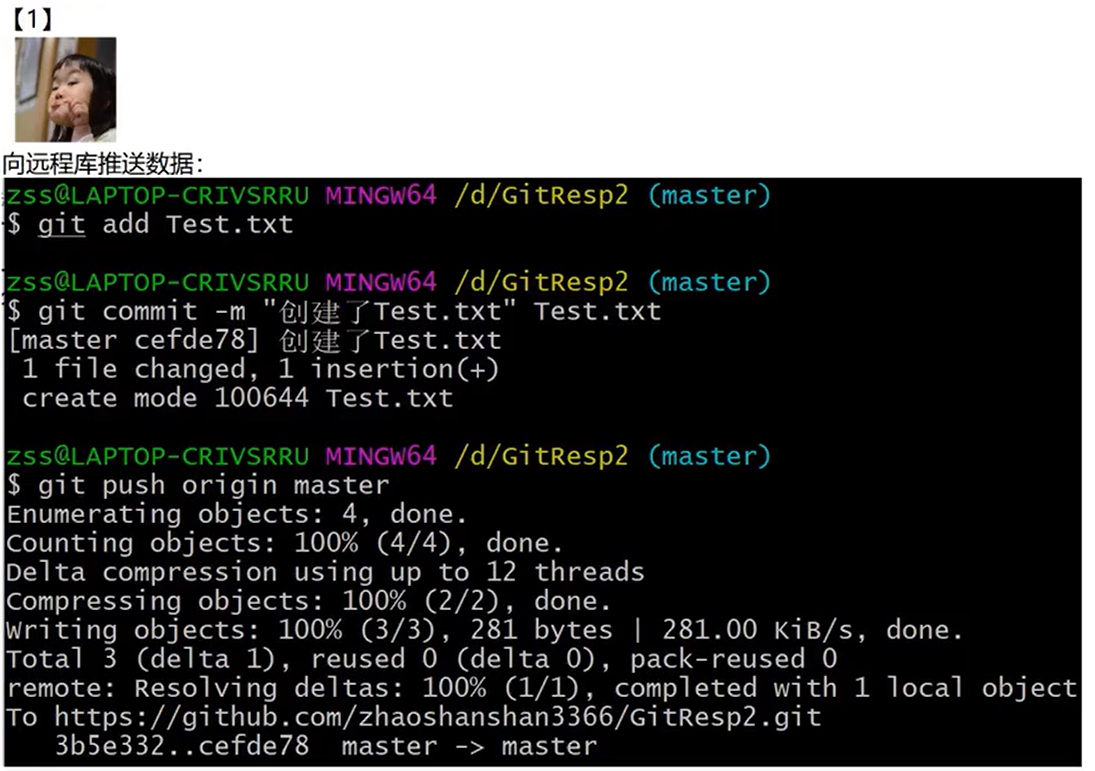 【1】
向远程库推送数据：
zss@LAPTOP-CRIVSRRU MINGW64 /d/GitResp2 (master)
$ git add Test.txt
zss@LAPTOP-CRIVSRRU MINGW64 /d/GitResp2 (master)
$ git commit -m "创建了Test.txt" Test.txt
[master cefde78] 创建了Test.txt
 1 file changed, 1 insertion(+)
 create mode 100644 Test.txt
zss@LAPTOP-CRIVSRRU MINGW64 /d/GitResp2 (master)
$ git push origin master
Enumerating objects: 4, done.
Counting objects: 100% (4/4), done.
Delta compression using up to 12 threads
Compressing objects: 100% (2/2), done.
Writing objects: 100% (3/3), 281 bytes | 281.00 KiB/s, done.
Total 3 (delta 1), reused 0 (delta 0), pack-reused 0
remote: Resolving deltas: 100% (1/1), completed with 1 local object
To https://github.com/zhaoshanshan3366/GitResp2.git
   3b5e332..cefde78  master -> master